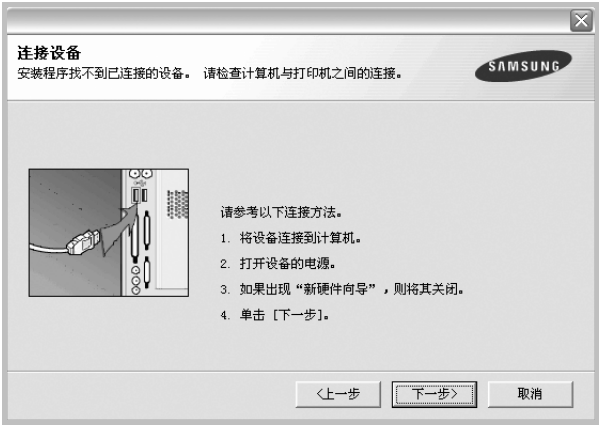 连接设备
安装程序找不到已连接的设备。 请检查计算机与打印机之间的连接。
SAMSUNG
请参考以下连接方法。
1. 将设备连接到计算机。
2. 打开设备的电源。
3. 如果出现“新硬件向导”，则将其关闭。
4. 单击 [下一步]。
<上一步 下一步> 取消